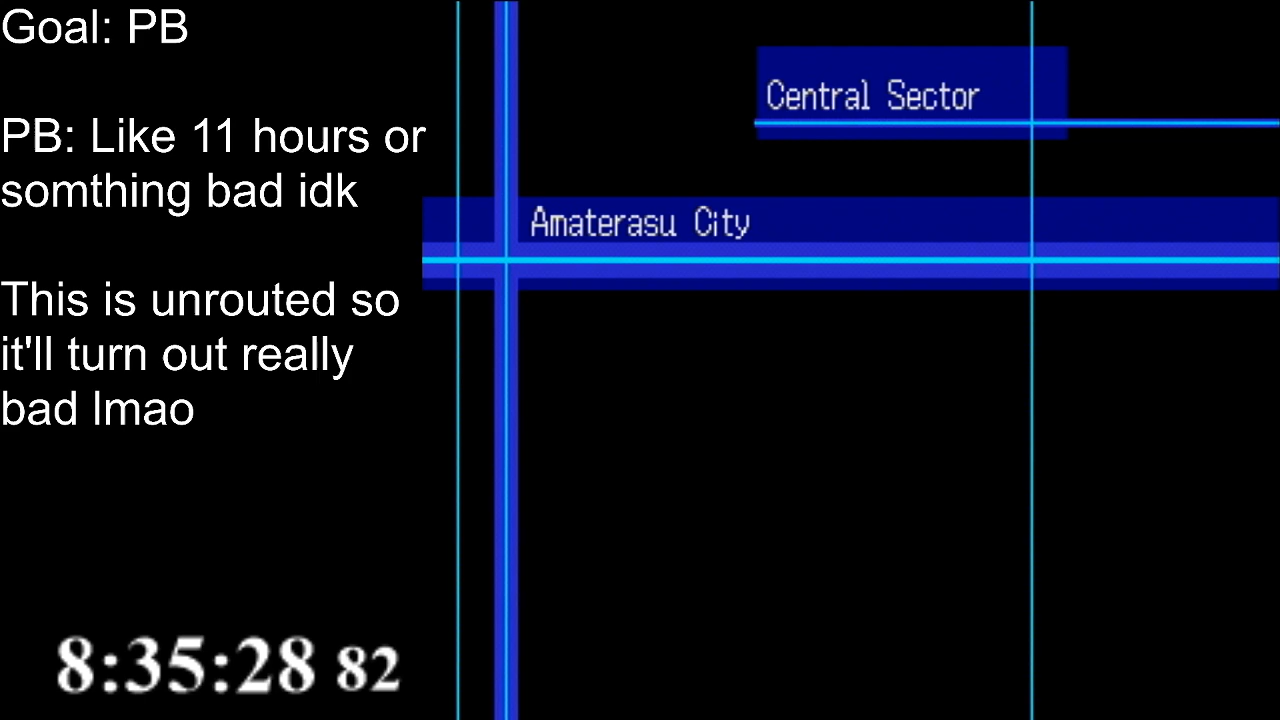 Goal: PB
PB: Like 11 hours or
somthing bad idk
This is unrouted so
it'll turn out really
bad lmao
Central Sector
Amaterasu City
8:35:28 82